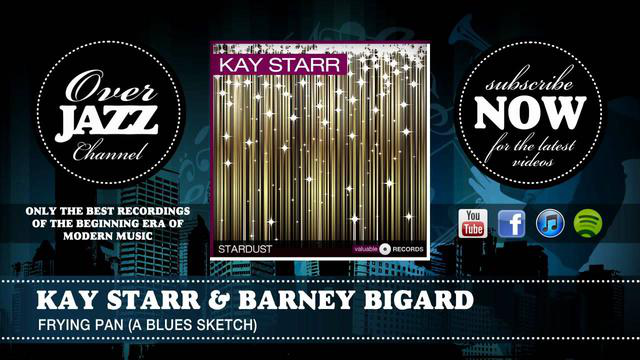 Over
JAZZ
Channel
ONLY THE BEST RECORDINGS
OF THE BEGINNING ERA OF
MODERN MUSIC
KAY STARR
STARDUST
valuable RECORDS
subscribe
NOW
for the latest
videos
You
Tube
f
KAY STARR & BARNEY BIGARD
FRYING PAN (A BLUES SKETCH)